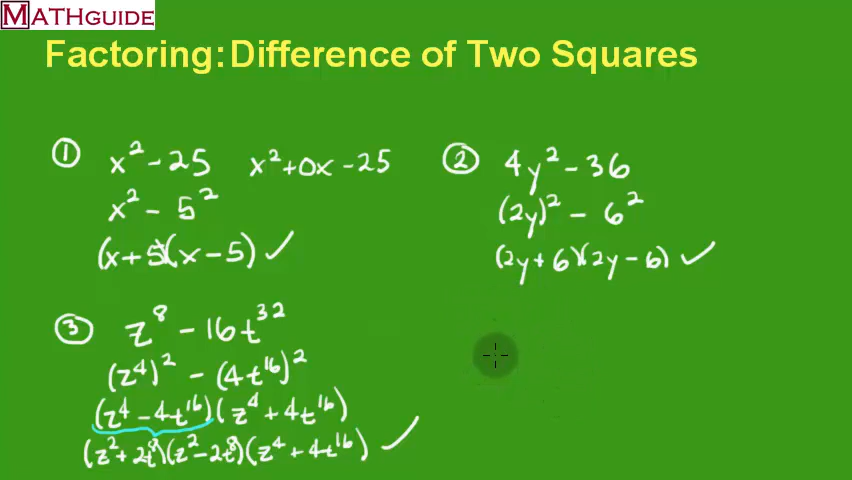 MATHGUIDE
Factoring: Difference of Two Squares
① x² - 25 x² + 0x - 25
x² - 5²
(x + 5)(x - 5) ✓
② 4y² - 36
(2y)² - 6²
(2y + 6)(2y - 6) ✓
③ z⁸ - 16t³²
(z⁴)² - (4t¹⁶)²
(z⁴ - 4t¹⁶)(z⁴ + 4t¹⁶)
(z² + 2t⁸)(z² - 2t⁸)(z⁴ + 4t¹⁶) ✓